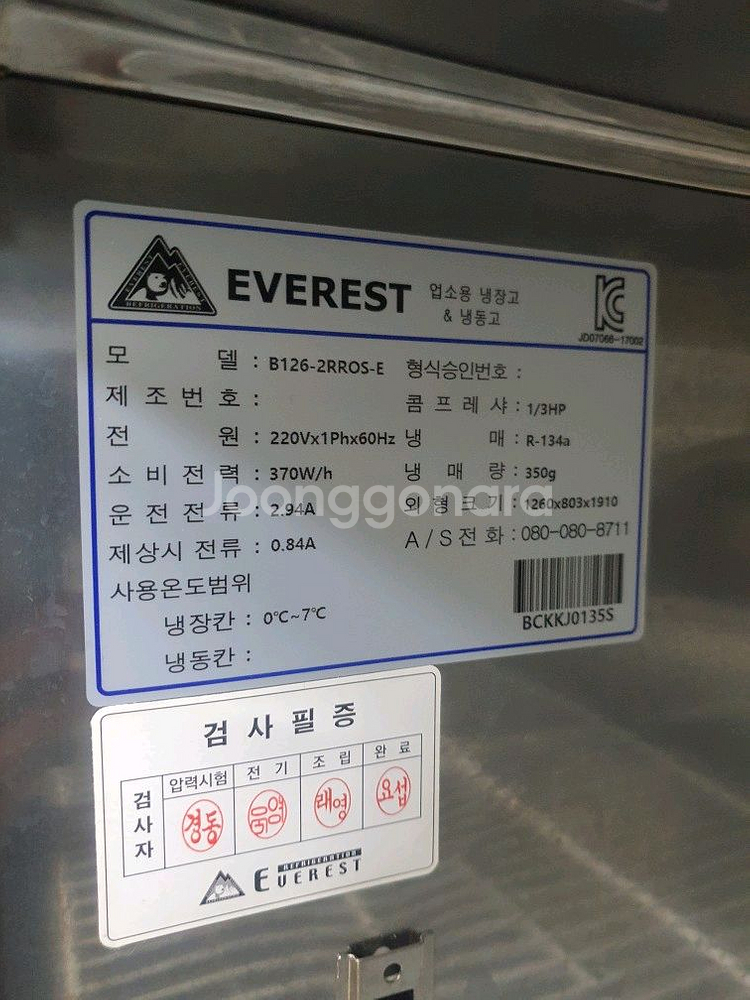 EVEREST REFRIGERATION
EVEREST 업소용 냉장고
& 냉동고
JD07066-17002
모 델 : B126-2RROS-E 형식승인번호 :
제 조 번 호 : 콤 프 레 샤 : 1/3HP
전 원 : 220Vx1Phx60Hz 냉 매 : R-134a
소 비 전 력 : 370W/h 냉 매 량 : 350g
운 전 전 류 : 2.94A 외 형 크 기 : 1260x803x1910
제상시 전류 : 0.84A A/S전화 : 080-080-8711
사용온도범위
냉장칸 : 0℃~7℃
냉동칸 :
BCKKJ0135S
Joonggonara
검 사 필 증
검사자 압력시험 전 기 조 립 완 료
경동 래영 요섭
REFRIGERATION
EVEREST